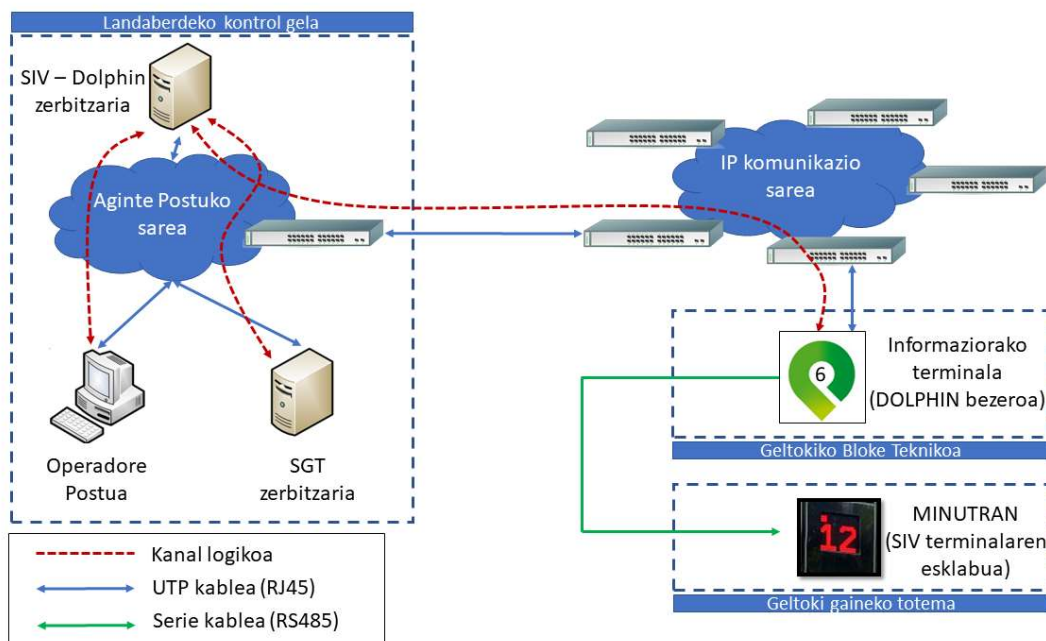 Landaberdeko kontrol gela
SIV – Dolphin
zerbitzaria
Aginte Postuko
sarea
IP komunikazio
sarea
Operadore
Postua
SGT
zerbitzaria
6
Informaziorako
terminala
(DOLPHIN bezeroa)
Geltokiko Bloke Teknikoa
12
MINUTRAN
(SIV terminalaren
esklabua)
Geltoki gaineko totema
Kanal logikoa
UTP kablea (RJ45)
Serie kablea (RS485)